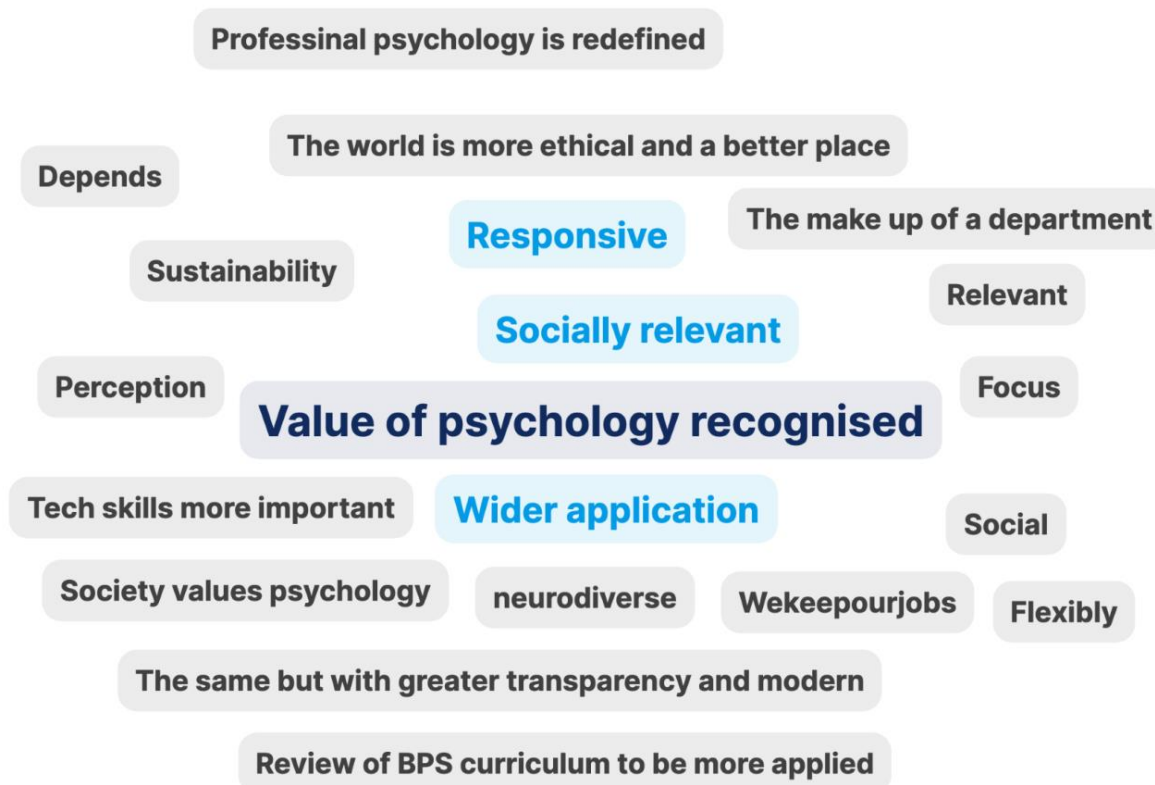 Professinal psychology is redefined
The world is more ethical and a better place
Depends
Responsive
The make up of a department
Sustainability
Relevant
Socially relevant
Perception
Value of psychology recognised
Focus
Tech skills more important
Wider application
Social
Society values psychology
neurodiverse
Wekeepourjobs
Flexibly
The same but with greater transparency and modern
Review of BPS curriculum to be more applied